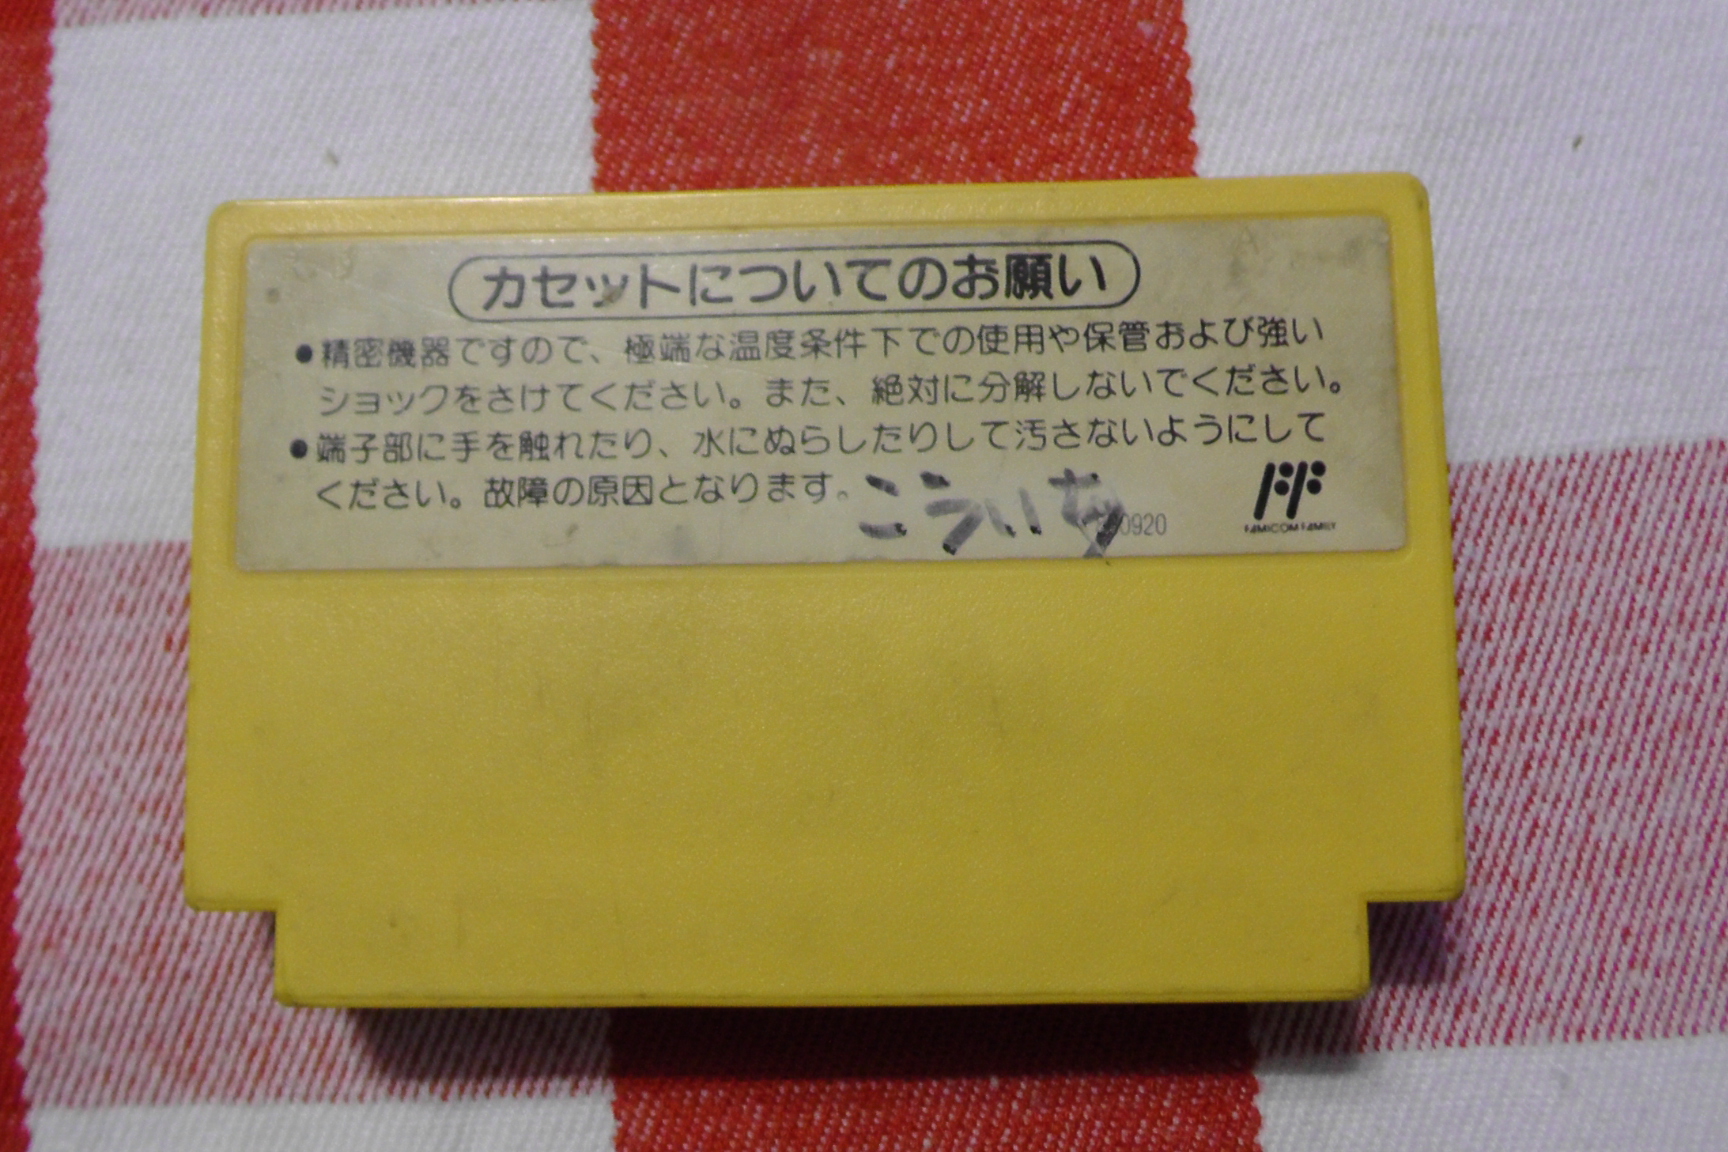 カセットについてのお願い
●精密機器ですので、極端な温度条件下での使用や保管および強い
ショックをさけてください。また、絶対に分解しないでください。
●端子部に手を触れたり、水にぬらしたりして汚さないようにして
ください。故障の原因となります。
こういち
0920
FAMICOM FAMILY